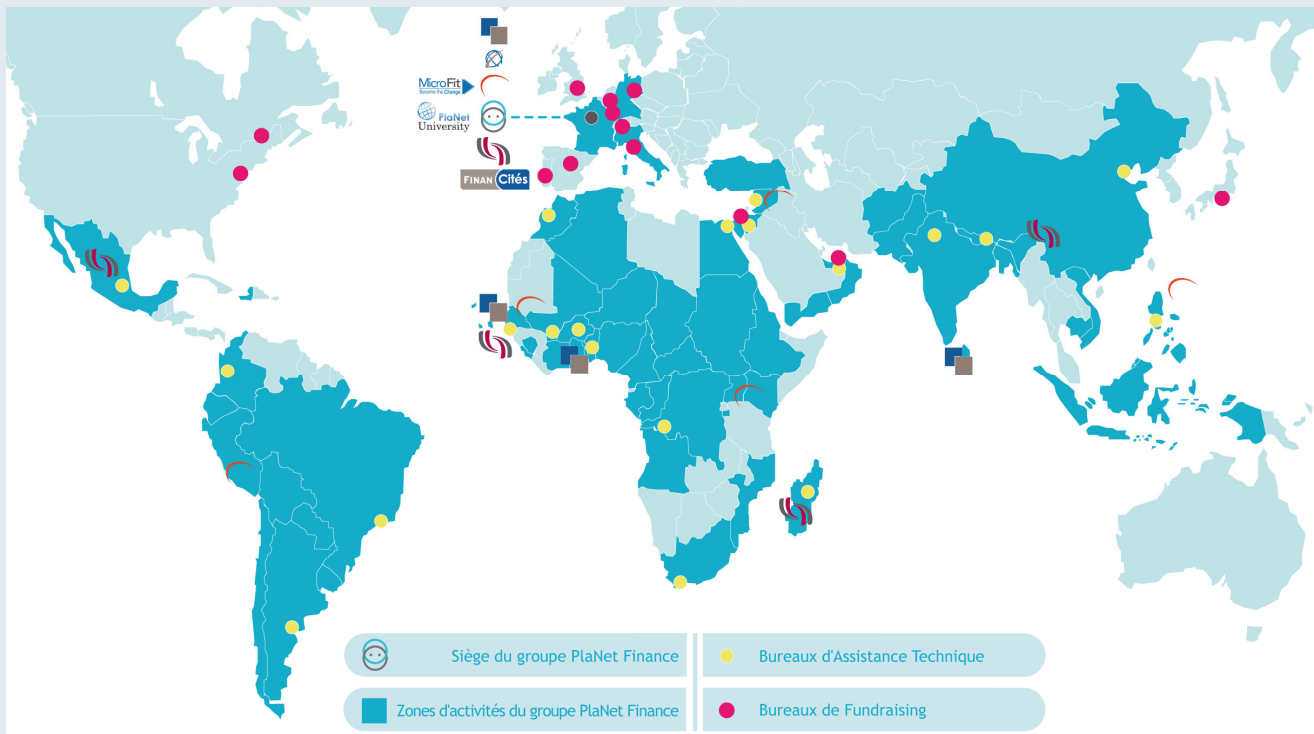 MicroFit
Become the Change
PlaNet
University
FINAN Cités
Siège du groupe PlaNet Finance
Bureaux d'Assistance Technique
Zones d'activités du groupe PlaNet Finance
Bureaux de Fundraising